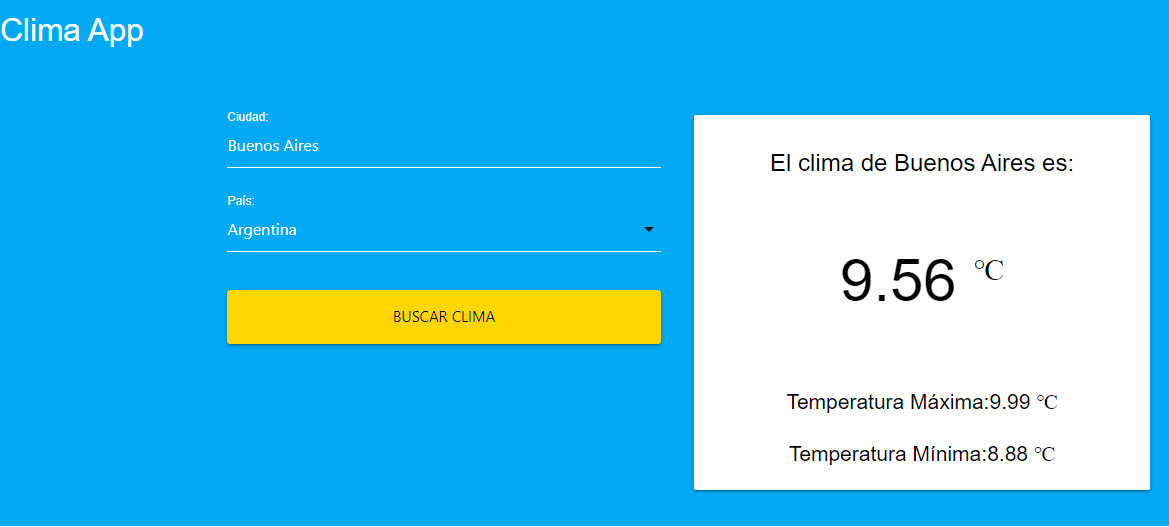 Clima App
Ciudad:
Buenos Aires
País:
Argentina
BUSCAR CLIMA
El clima de Buenos Aires es:
9.56 ℃
Temperatura Máxima:9.99 ℃
Temperatura Mínima:8.88 ℃